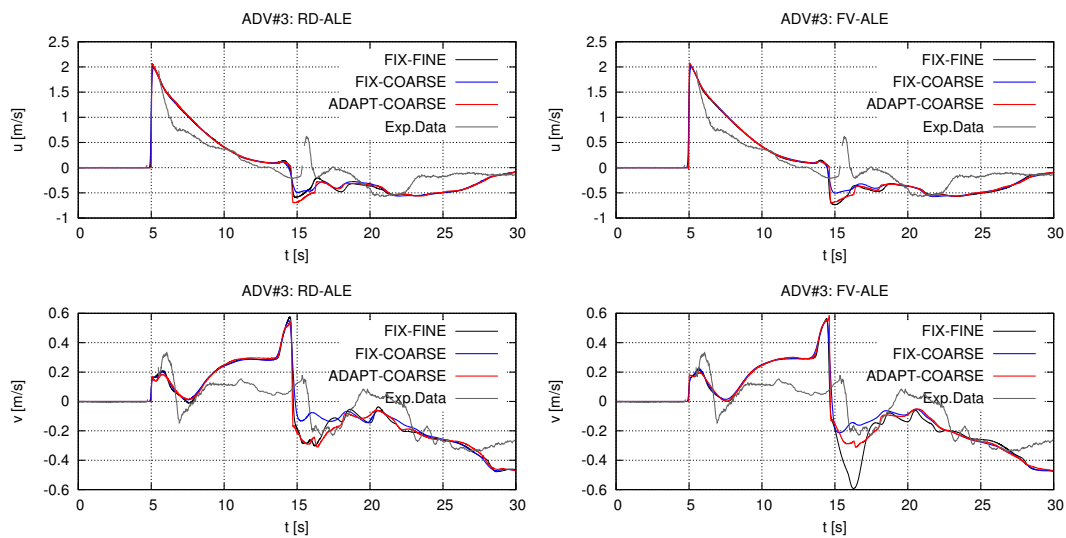 ADV#3: RD-ALE
2.5
2
1.5
1
0.5
0
-0.5
-1
u [m/s]
FIX-FINE
FIX-COARSE
ADAPT-COARSE
Exp.Data
0 5 10 15 20 25 30
t [s]
ADV#3: FV-ALE
2.5
2
1.5
1
0.5
0
-0.5
-1
u [m/s]
FIX-FINE
FIX-COARSE
ADAPT-COARSE
Exp.Data
0 5 10 15 20 25 30
t [s]
ADV#3: RD-ALE
0.6
0.4
0.2
0
-0.2
-0.4
-0.6
v [m/s]
FIX-FINE
FIX-COARSE
ADAPT-COARSE
Exp.Data
0 5 10 15 20 25 30
t [s]
ADV#3: FV-ALE
0.6
0.4
0.2
0
-0.2
-0.4
-0.6
v [m/s]
FIX-FINE
FIX-COARSE
ADAPT-COARSE
Exp.Data
0 5 10 15 20 25 30
t [s]